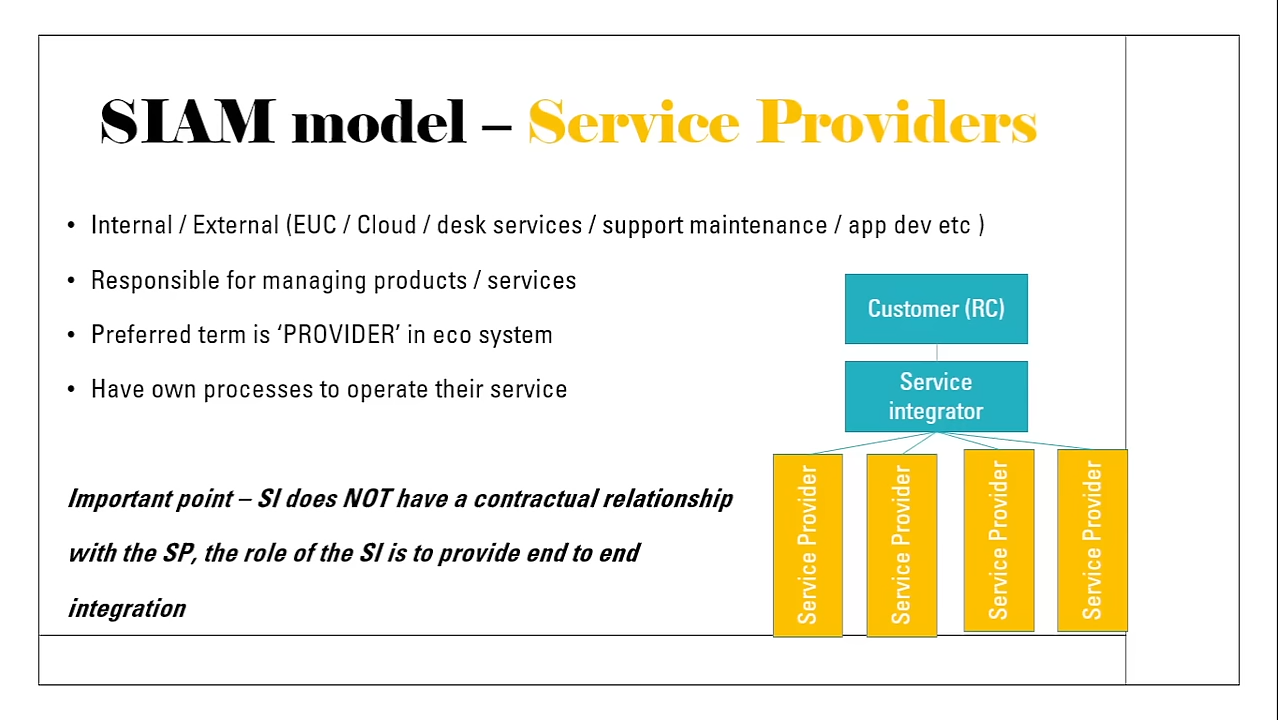 SIAM model – Service Providers
• Internal / External (EUC / Cloud / desk services / support maintenance / app dev etc )
• Responsible for managing products / services
• Preferred term is ‘PROVIDER’ in eco system
• Have own processes to operate their service
Important point – SI does NOT have a contractual relationship
with the SP, the role of the SI is to provide end to end
integration
Customer (RC)
Service
integrator
Service Provider
Service Provider
Service Provider
Service Provider